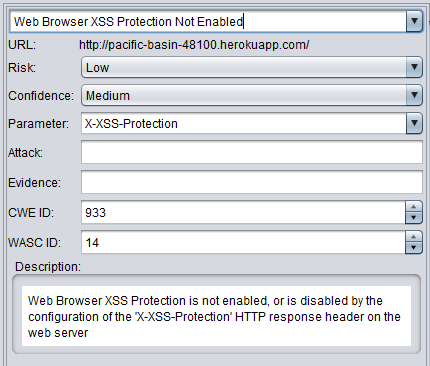 Web Browser XSS Protection Not Enabled
URL: http://pacific-basin-48100.herokuapp.com/
Risk: Low
Confidence: Medium
Parameter: X-XSS-Protection
Attack:
Evidence:
CWE ID: 933
WASC ID: 14
Description:
Web Browser XSS Protection is not enabled, or is disabled by the
configuration of the 'X-XSS-Protection' HTTP response header on the
web server